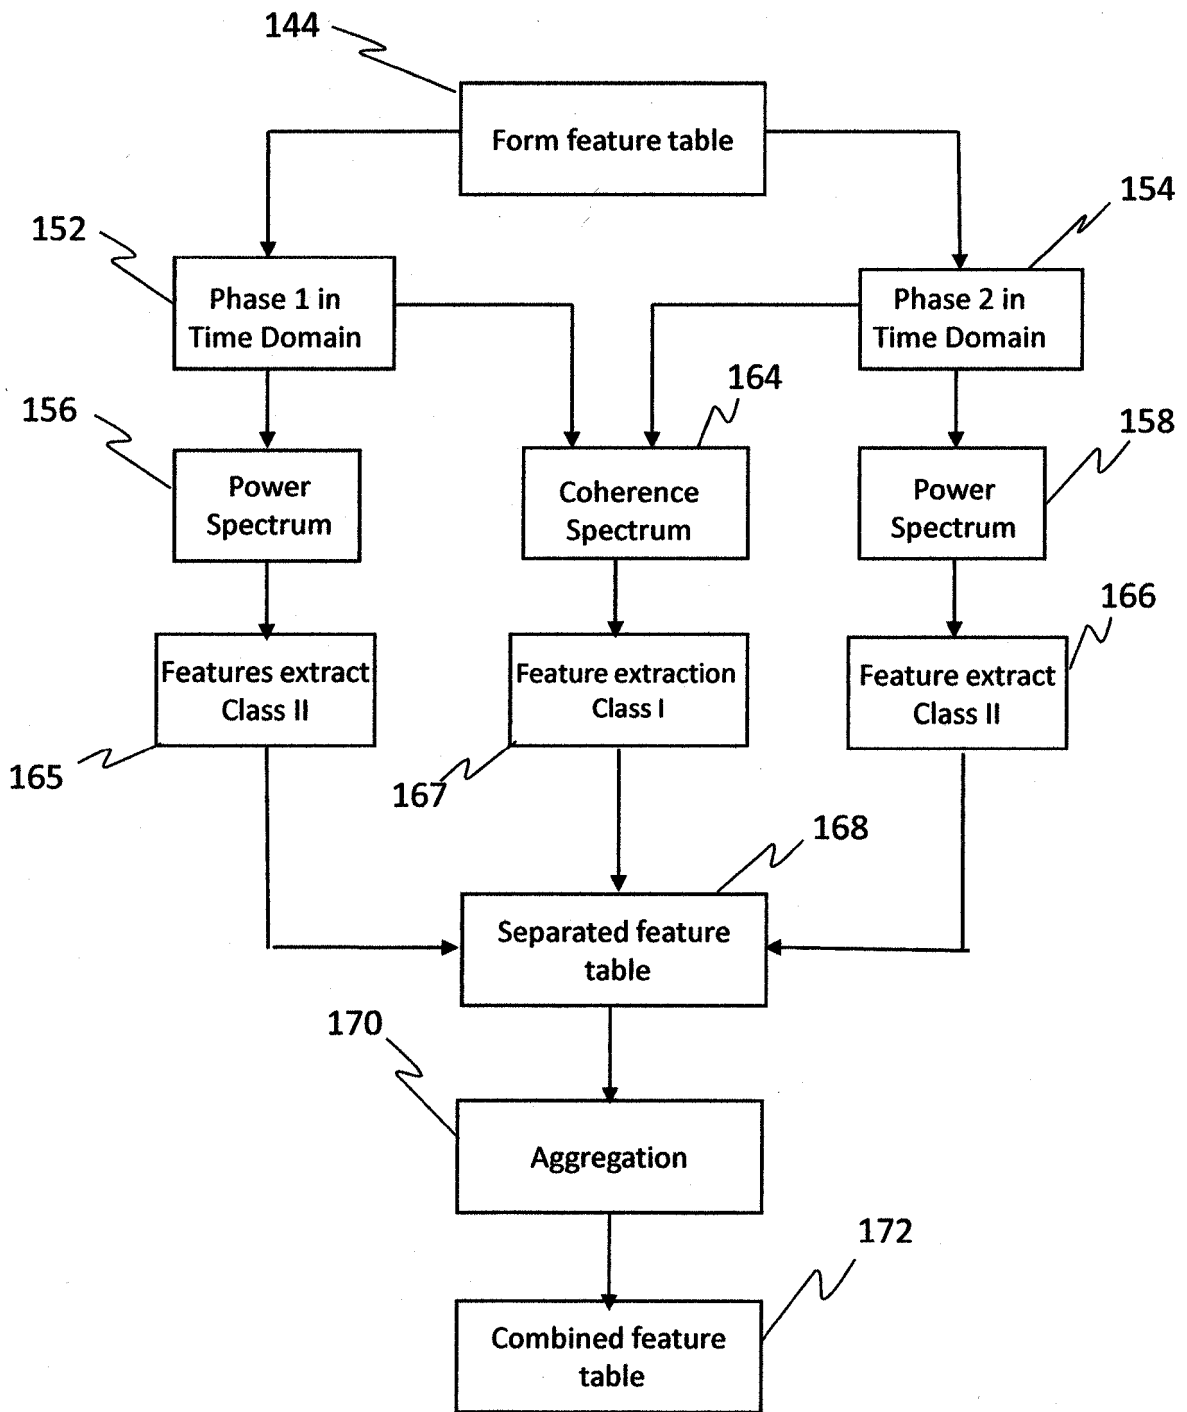 144
Form feature table
154
152
Phase 1 in
Time Domain
Phase 2 in
Time Domain
164
156
158
Power
Spectrum
Coherence
Spectrum
Power
Spectrum
166
Features extract
Class II
Feature extraction
Class I
Feature extract
Class II
165
167
168
Separated feature
table
170
Aggregation
172
Combined feature
table